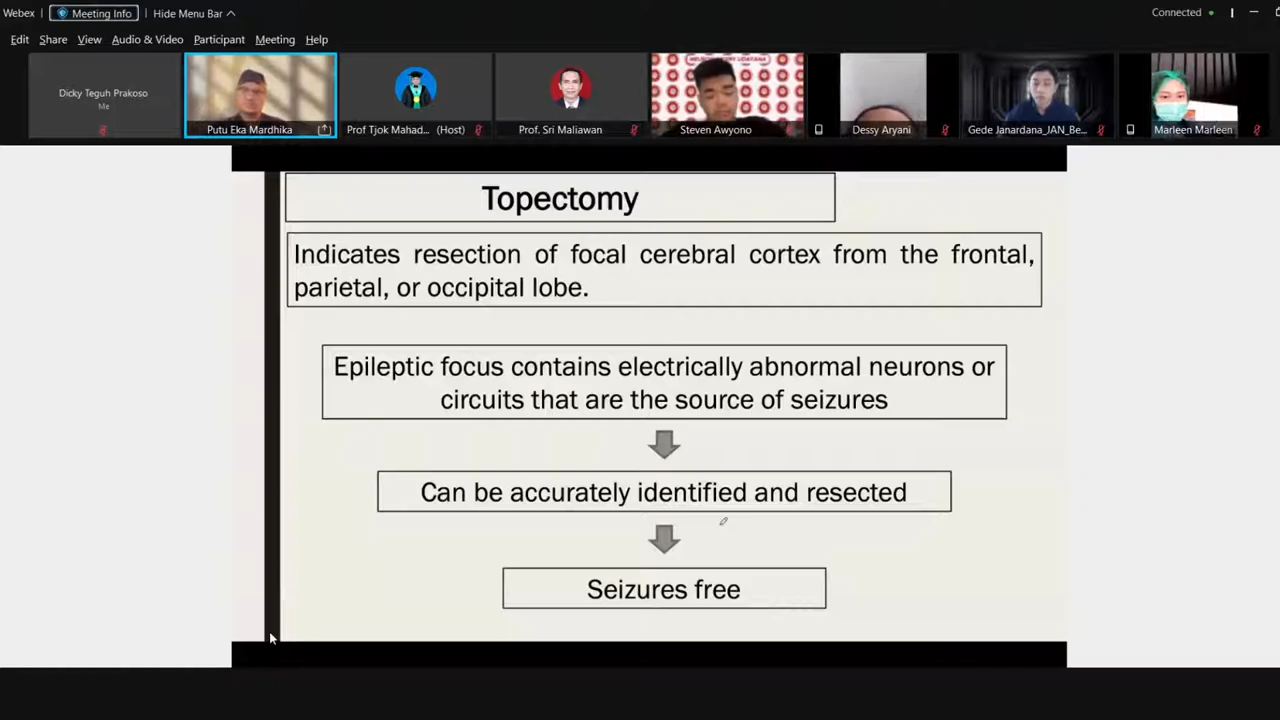 Webex
Meeting Info
Hide Menu Bar
Connected
Edit Share View Audio & Video Participant Meeting Help
Dicky Teguh Prakoso
Me
Putu Eka Mardhika
Prof Tjok Mahad... (Host)
Prof. Sri Maliawan
Steven Awyono
Dessy Aryani
Gede Janardana_JAN_Be...
Marleen Marleen
Topectomy
Indicates resection of focal cerebral cortex from the frontal,
parietal, or occipital lobe.
Epileptic focus contains electrically abnormal neurons or
circuits that are the source of seizures
Can be accurately identified and resected
Seizures free